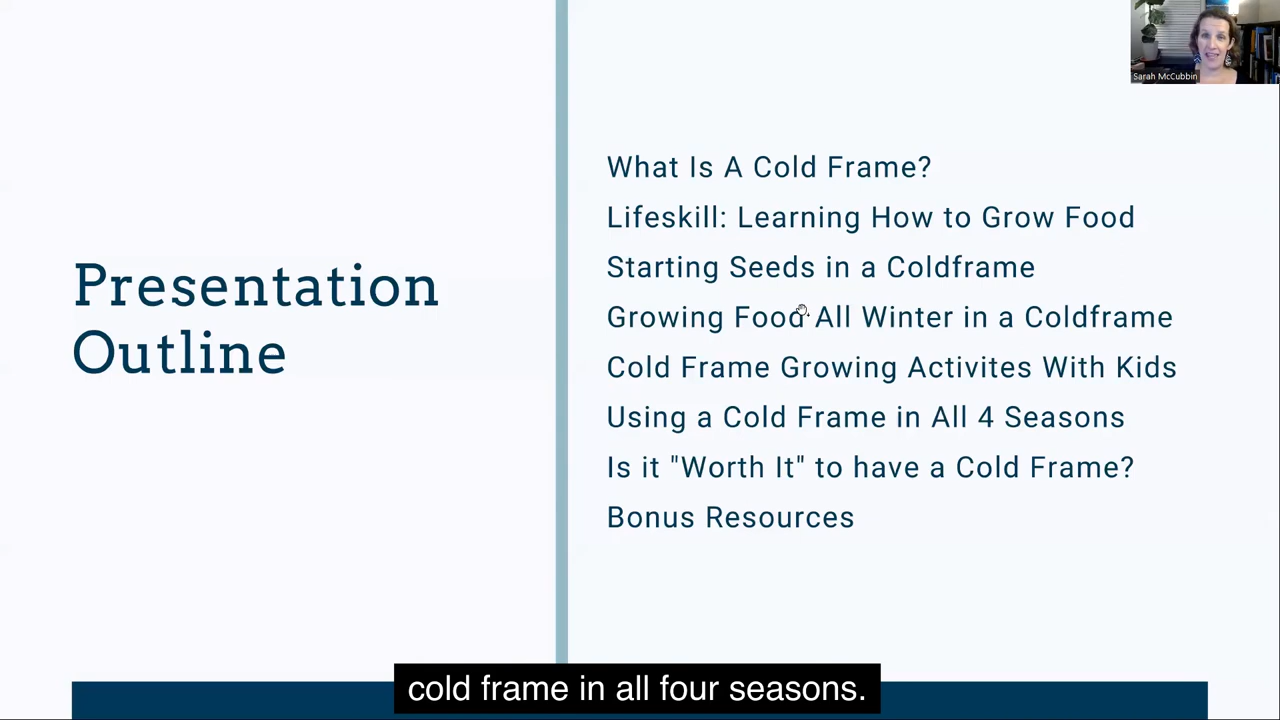 Sarah McCubbin
Presentation
Outline
What Is A Cold Frame?
Lifeskill: Learning How to Grow Food
Starting Seeds in a Coldframe
Growing Food All Winter in a Coldframe
Cold Frame Growing Activites With Kids
Using a Cold Frame in All 4 Seasons
Is it "Worth It" to have a Cold Frame?
Bonus Resources
cold frame in all four seasons.